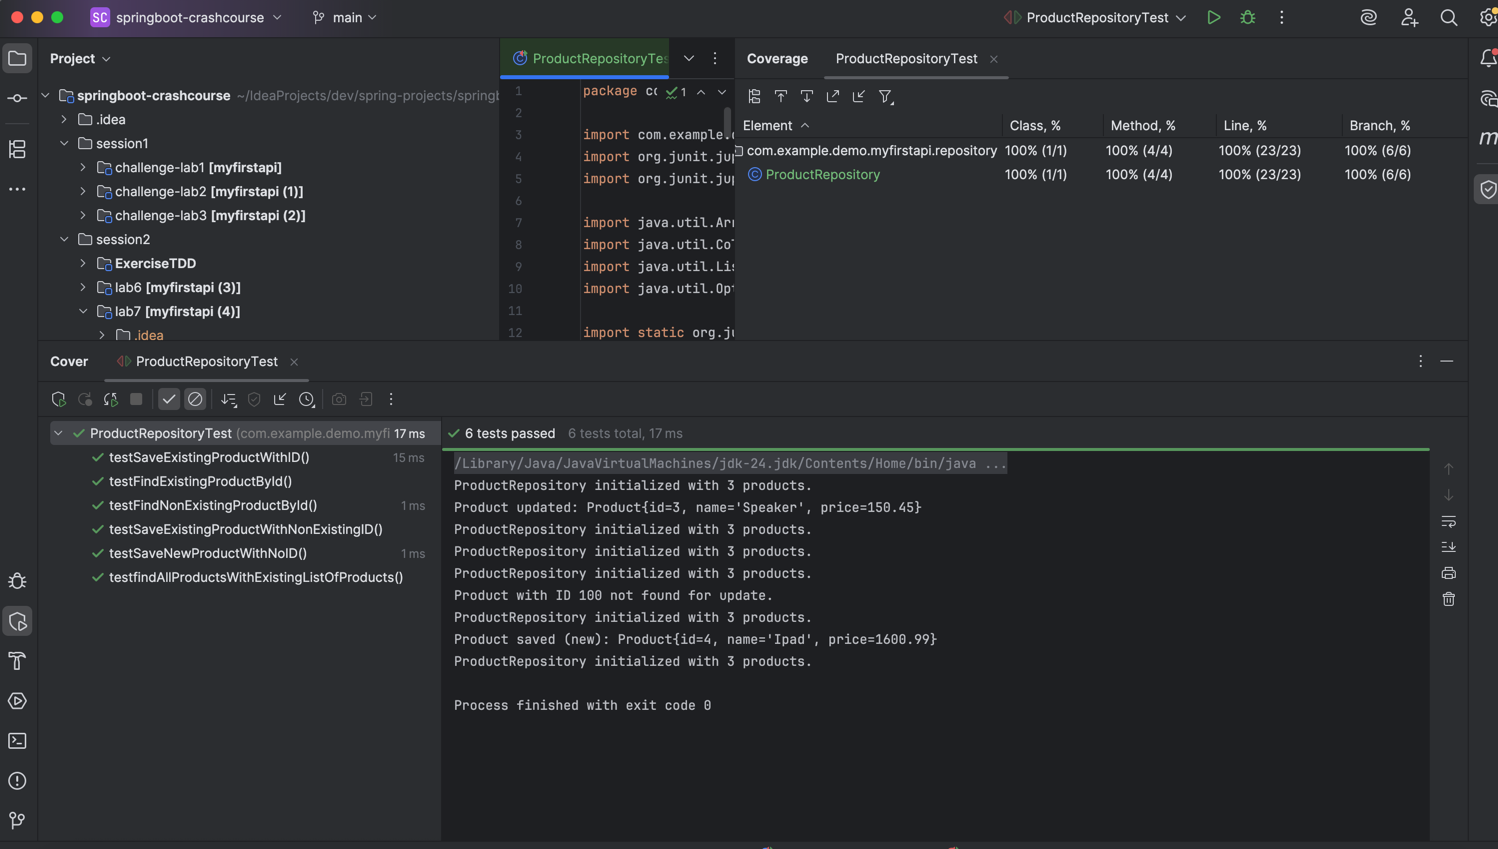 SC springboot-crashcourse main ProductRepositoryTest
Project
springboot-crashcourse ~/IdeaProjects/dev/spring-projects/springb
.idea
session1
challenge-lab1 [myfirstapi]
challenge-lab2 [myfirstapi (1)]
challenge-lab3 [myfirstapi (2)]
session2
ExerciseTDD
lab6 [myfirstapi (3)]
lab7 [myfirstapi (4)]
.idea
ProductRepositoryTes
1 package cc 1
2
3 import com.example.d
4 import org.junit.jup
5 import org.junit.jup
6
7 import java.util.Arr
8 import java.util.Col
9 import java.util.Lis
10 import java.util.Opt
11
12 import static org.ju
Coverage ProductRepositoryTest
Element Class, % Method, % Line, % Branch, %
com.example.demo.myfirstapi.repository 100% (1/1) 100% (4/4) 100% (23/23) 100% (6/6)
ProductRepository 100% (1/1) 100% (4/4) 100% (23/23) 100% (6/6)
m
Cover ProductRepositoryTest
ProductRepositoryTest (com.example.demo.myfi 17 ms
testSaveExistingProductWithID() 15 ms
testFindExistingProductById()
testFindNonExistingProductById() 1 ms
testSaveExistingProductWithNonExistingID()
testSaveNewProductWithNoID() 1 ms
testfindAllProductsWithExistingListOfProducts()
6 tests passed 6 tests total, 17 ms
/Library/Java/JavaVirtualMachines/jdk-24.jdk/Contents/Home/bin/java ...
ProductRepository initialized with 3 products.
Product updated: Product{id=3, name='Speaker', price=150.45}
ProductRepository initialized with 3 products.
ProductRepository initialized with 3 products.
ProductRepository initialized with 3 products.
Product with ID 100 not found for update.
ProductRepository initialized with 3 products.
Product saved (new): Product{id=4, name='Ipad', price=1600.99}
ProductRepository initialized with 3 products.
Process finished with exit code 0